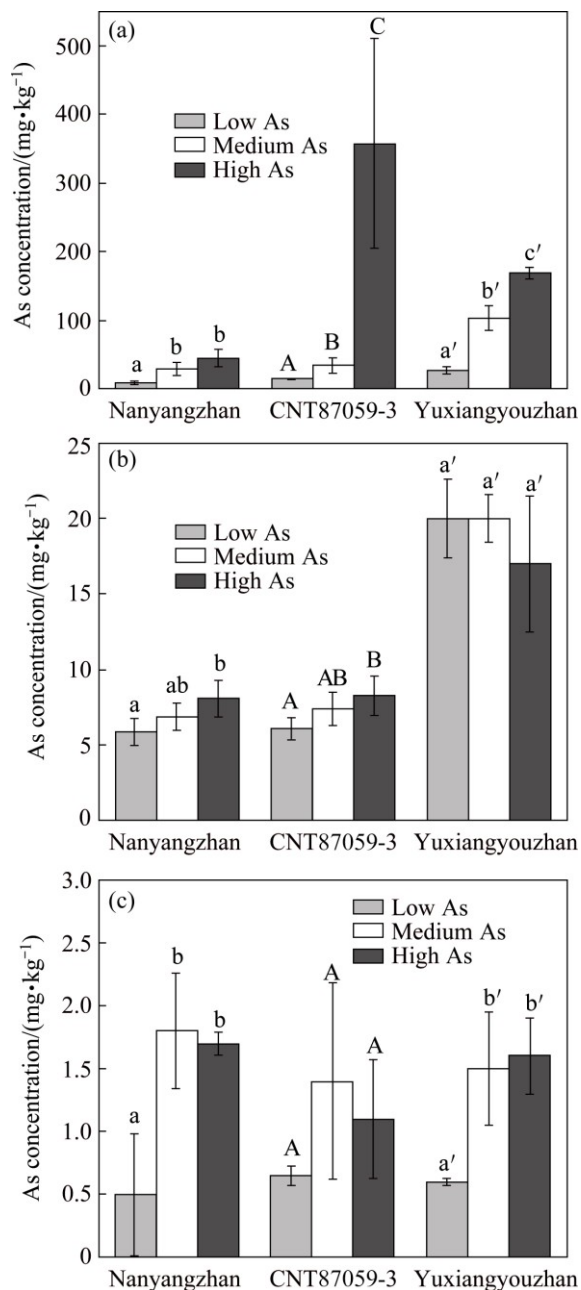 (a)
As concentration/(mg•kg⁻¹)
500
400
300
200
100
0
Low As
Medium As
High As
a
b
b
A
B
C
a′
b′
c′
Nanyangzhan CNT87059-3 Yuxiangyouzhan
(b)
As concentration/(mg•kg⁻¹)
25
20
15
10
5
0
Low As
Medium As
High As
a
ab
b
A
AB
B
a′
a′
a′
Nanyangzhan CNT87059-3 Yuxiangyouzhan
(c)
As concentration/(mg•kg⁻¹)
3.0
2.5
2.0
1.5
1.0
0.5
0
Low As
Medium As
High As
a
b
b
A
A
A
a′
b′
b′
Nanyangzhan CNT87059-3 Yuxiangyouzhan